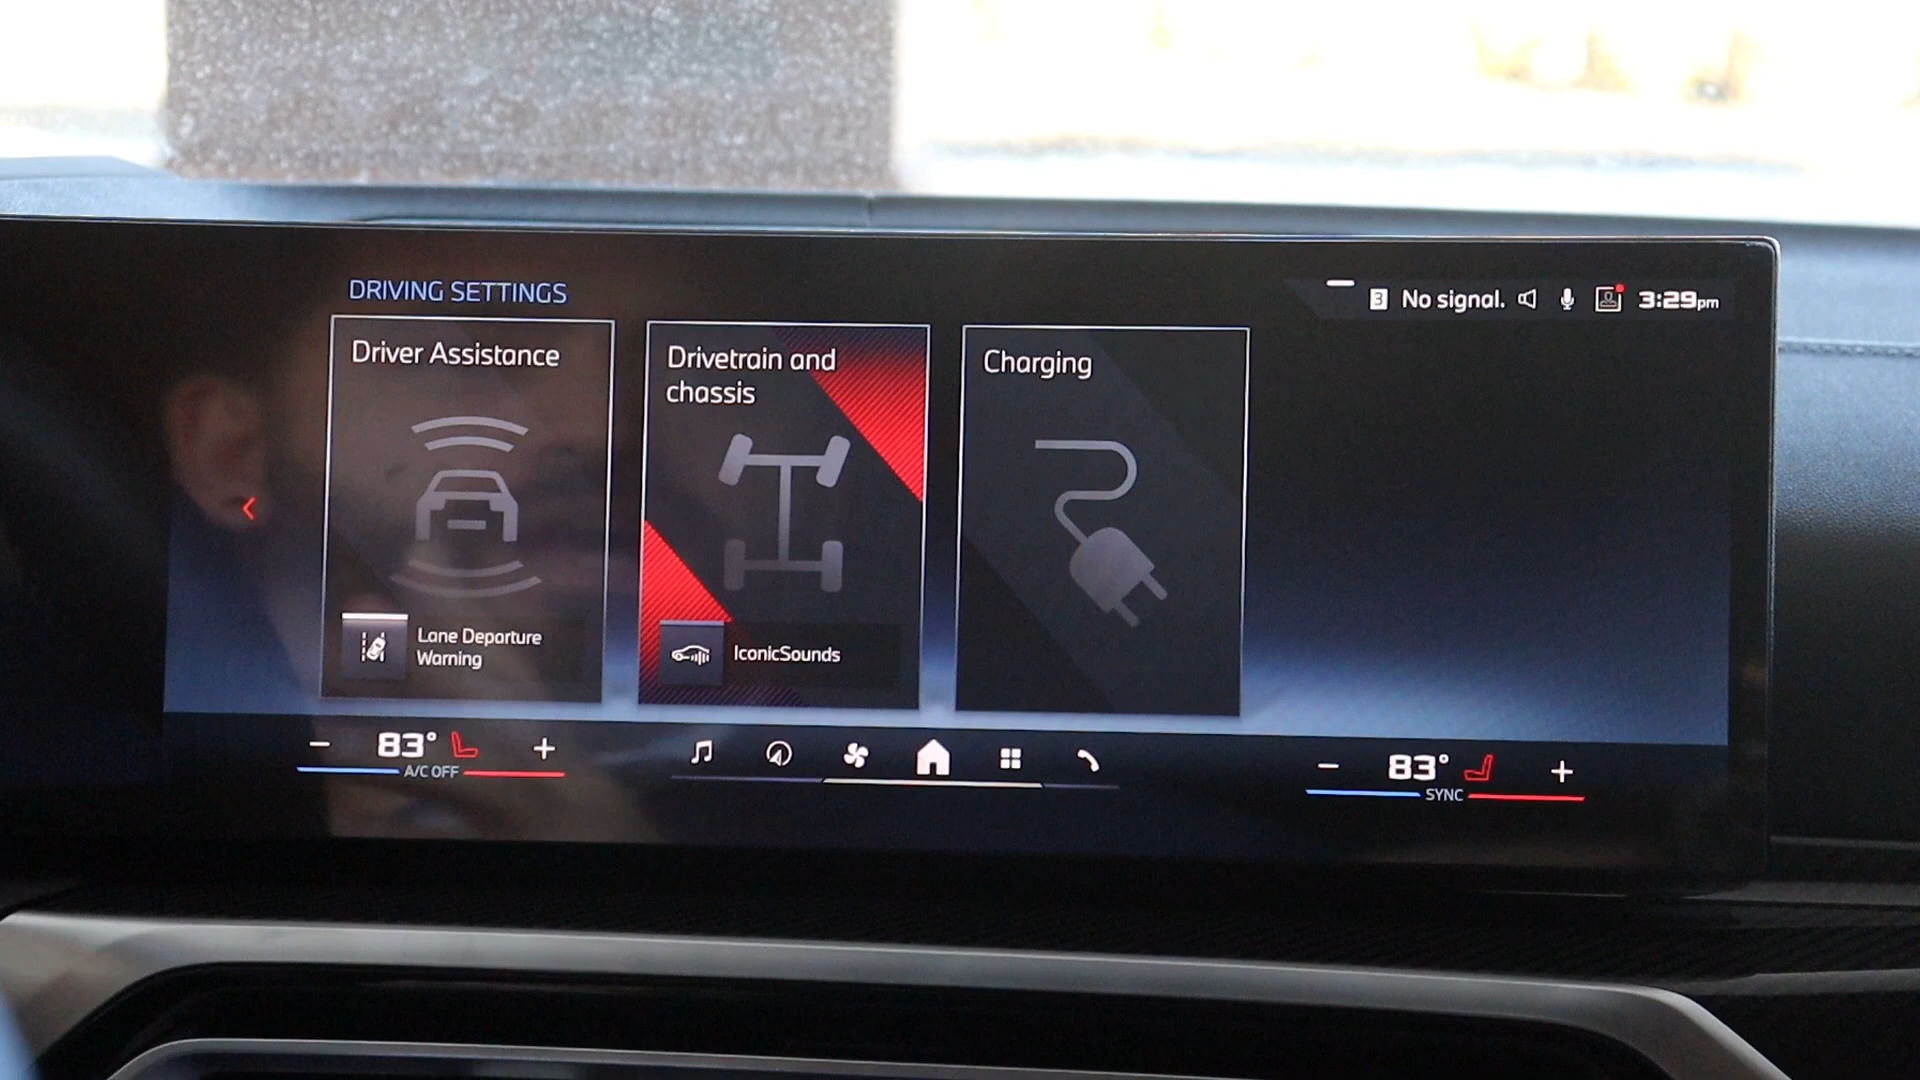 DRIVING SETTINGS
3 No signal. 3:29pm
Driver Assistance
Lane Departure
Warning
Drivetrain and
chassis
IconicSounds
Charging
− 83° +
A/C OFF
− 83° +
SYNC